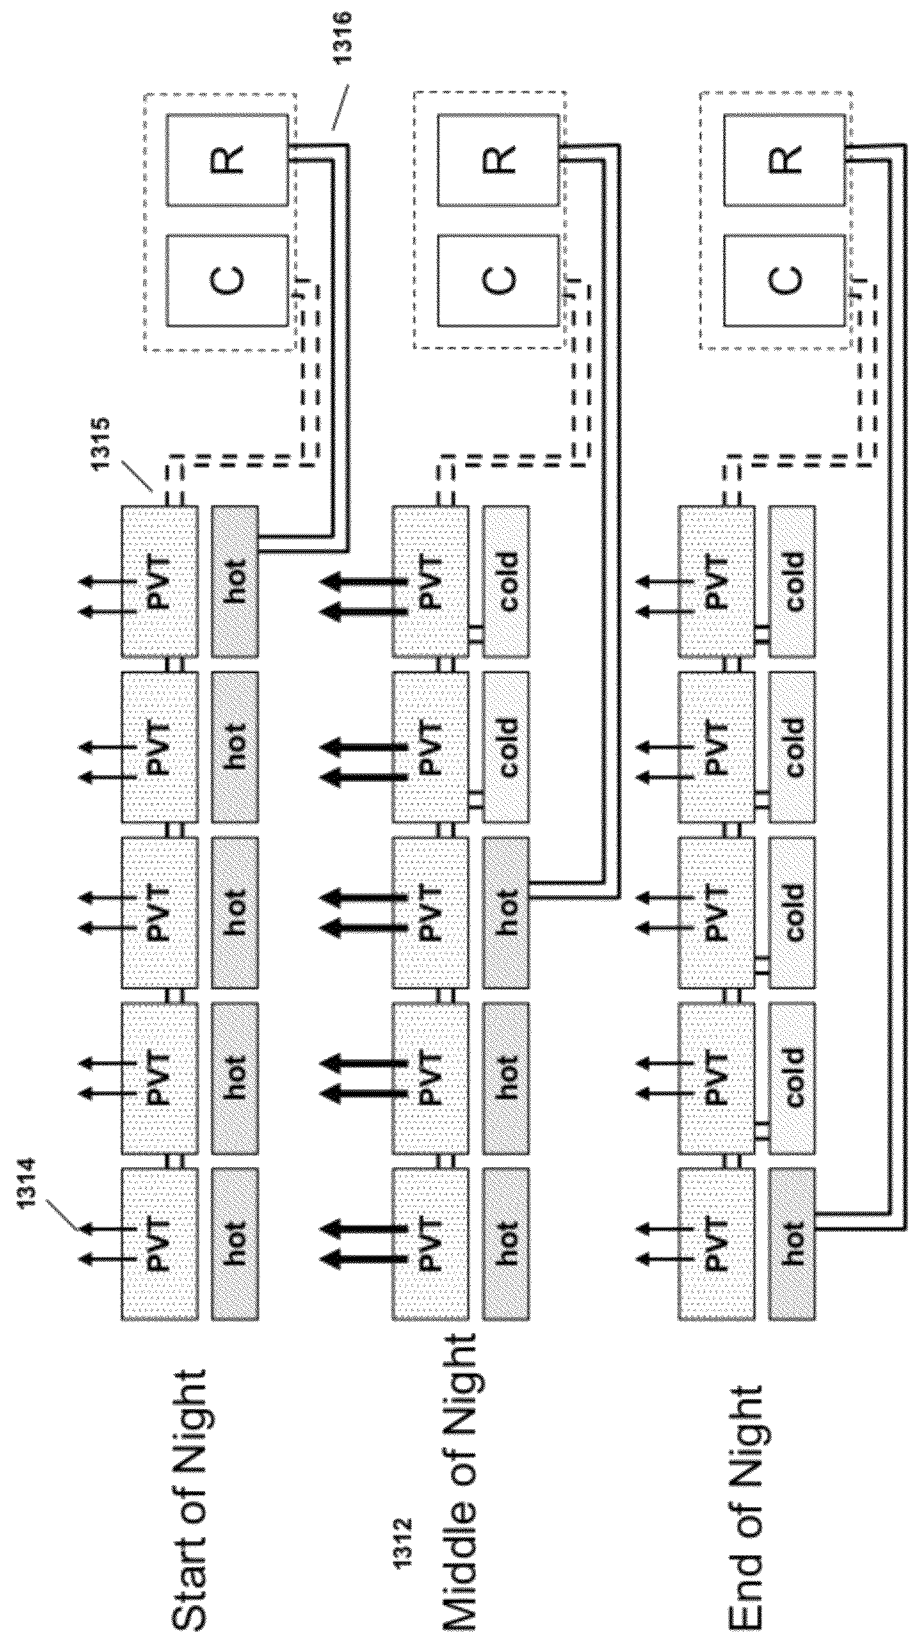 1314
1315
1316
Start of Night
PVT PVT PVT PVT PVT
hot hot hot hot hot
C R
1312
Middle of Night
PVT PVT PVT PVT PVT
hot hot hot cold cold
C R
End of Night
PVT PVT PVT PVT PVT
hot cold cold cold cold
C R